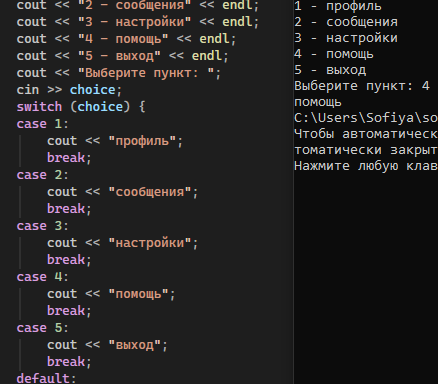 cout << "2 – сообщения" << endl;
cout << "3 – настройки" << endl;
cout << "4 – помощь" << endl;
cout << "5 – выход" << endl;
cout << "Выберите пункт: ";
cin >> choice;
switch (choice) {
case 1:
cout << "профиль";
break;
case 2:
cout << "сообщения";
break;
case 3:
cout << "настройки";
break;
case 4:
cout << "помощь";
break;
case 5:
cout << "выход";
break;
default:
1 - профиль
2 - сообщения
3 - настройки
4 - помощь
5 - выход
Выберите пункт: 4
помощь
C:\Users\Sofiya\so
Чтобы автоматическ
томатически закрыт
Нажмите любую клав